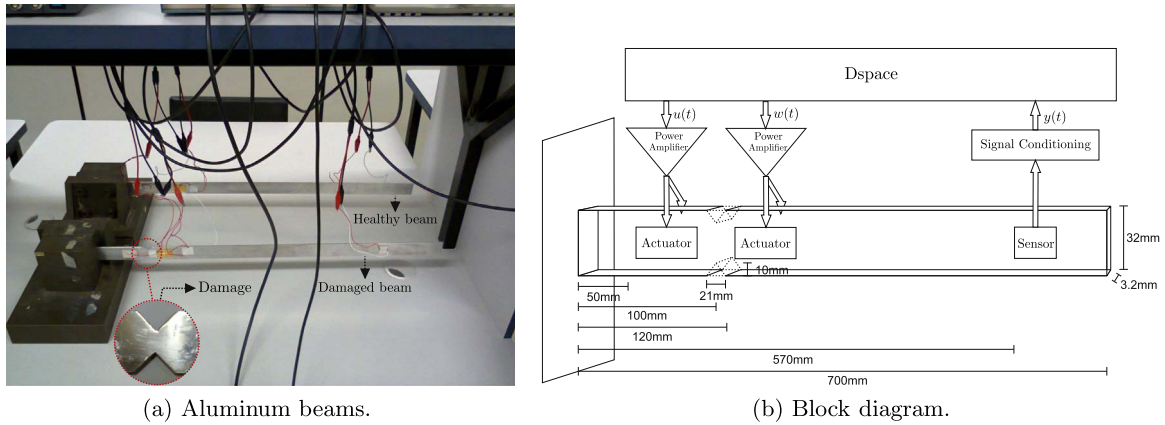 Healthy beam
Damage
Damaged beam
(a) Aluminum beams.
Dspace
u(t)
w(t)
y(t)
Power
Amplifier
Power
Amplifier
Signal Conditioning
Actuator
Actuator
Sensor
32mm
10mm
3.2mm
50mm
21mm
100mm
120mm
570mm
700mm
(b) Block diagram.